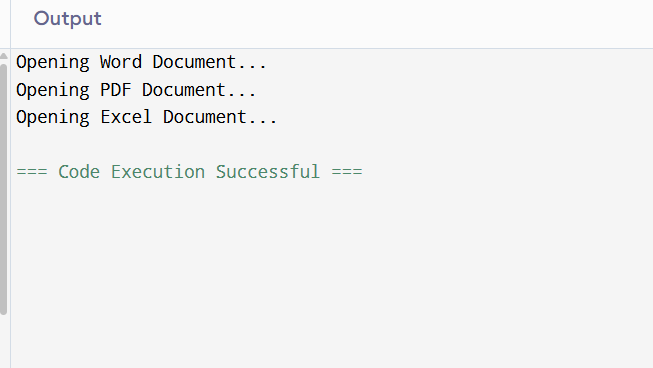 Output
Opening Word Document...
Opening PDF Document...
Opening Excel Document...
=== Code Execution Successful ===